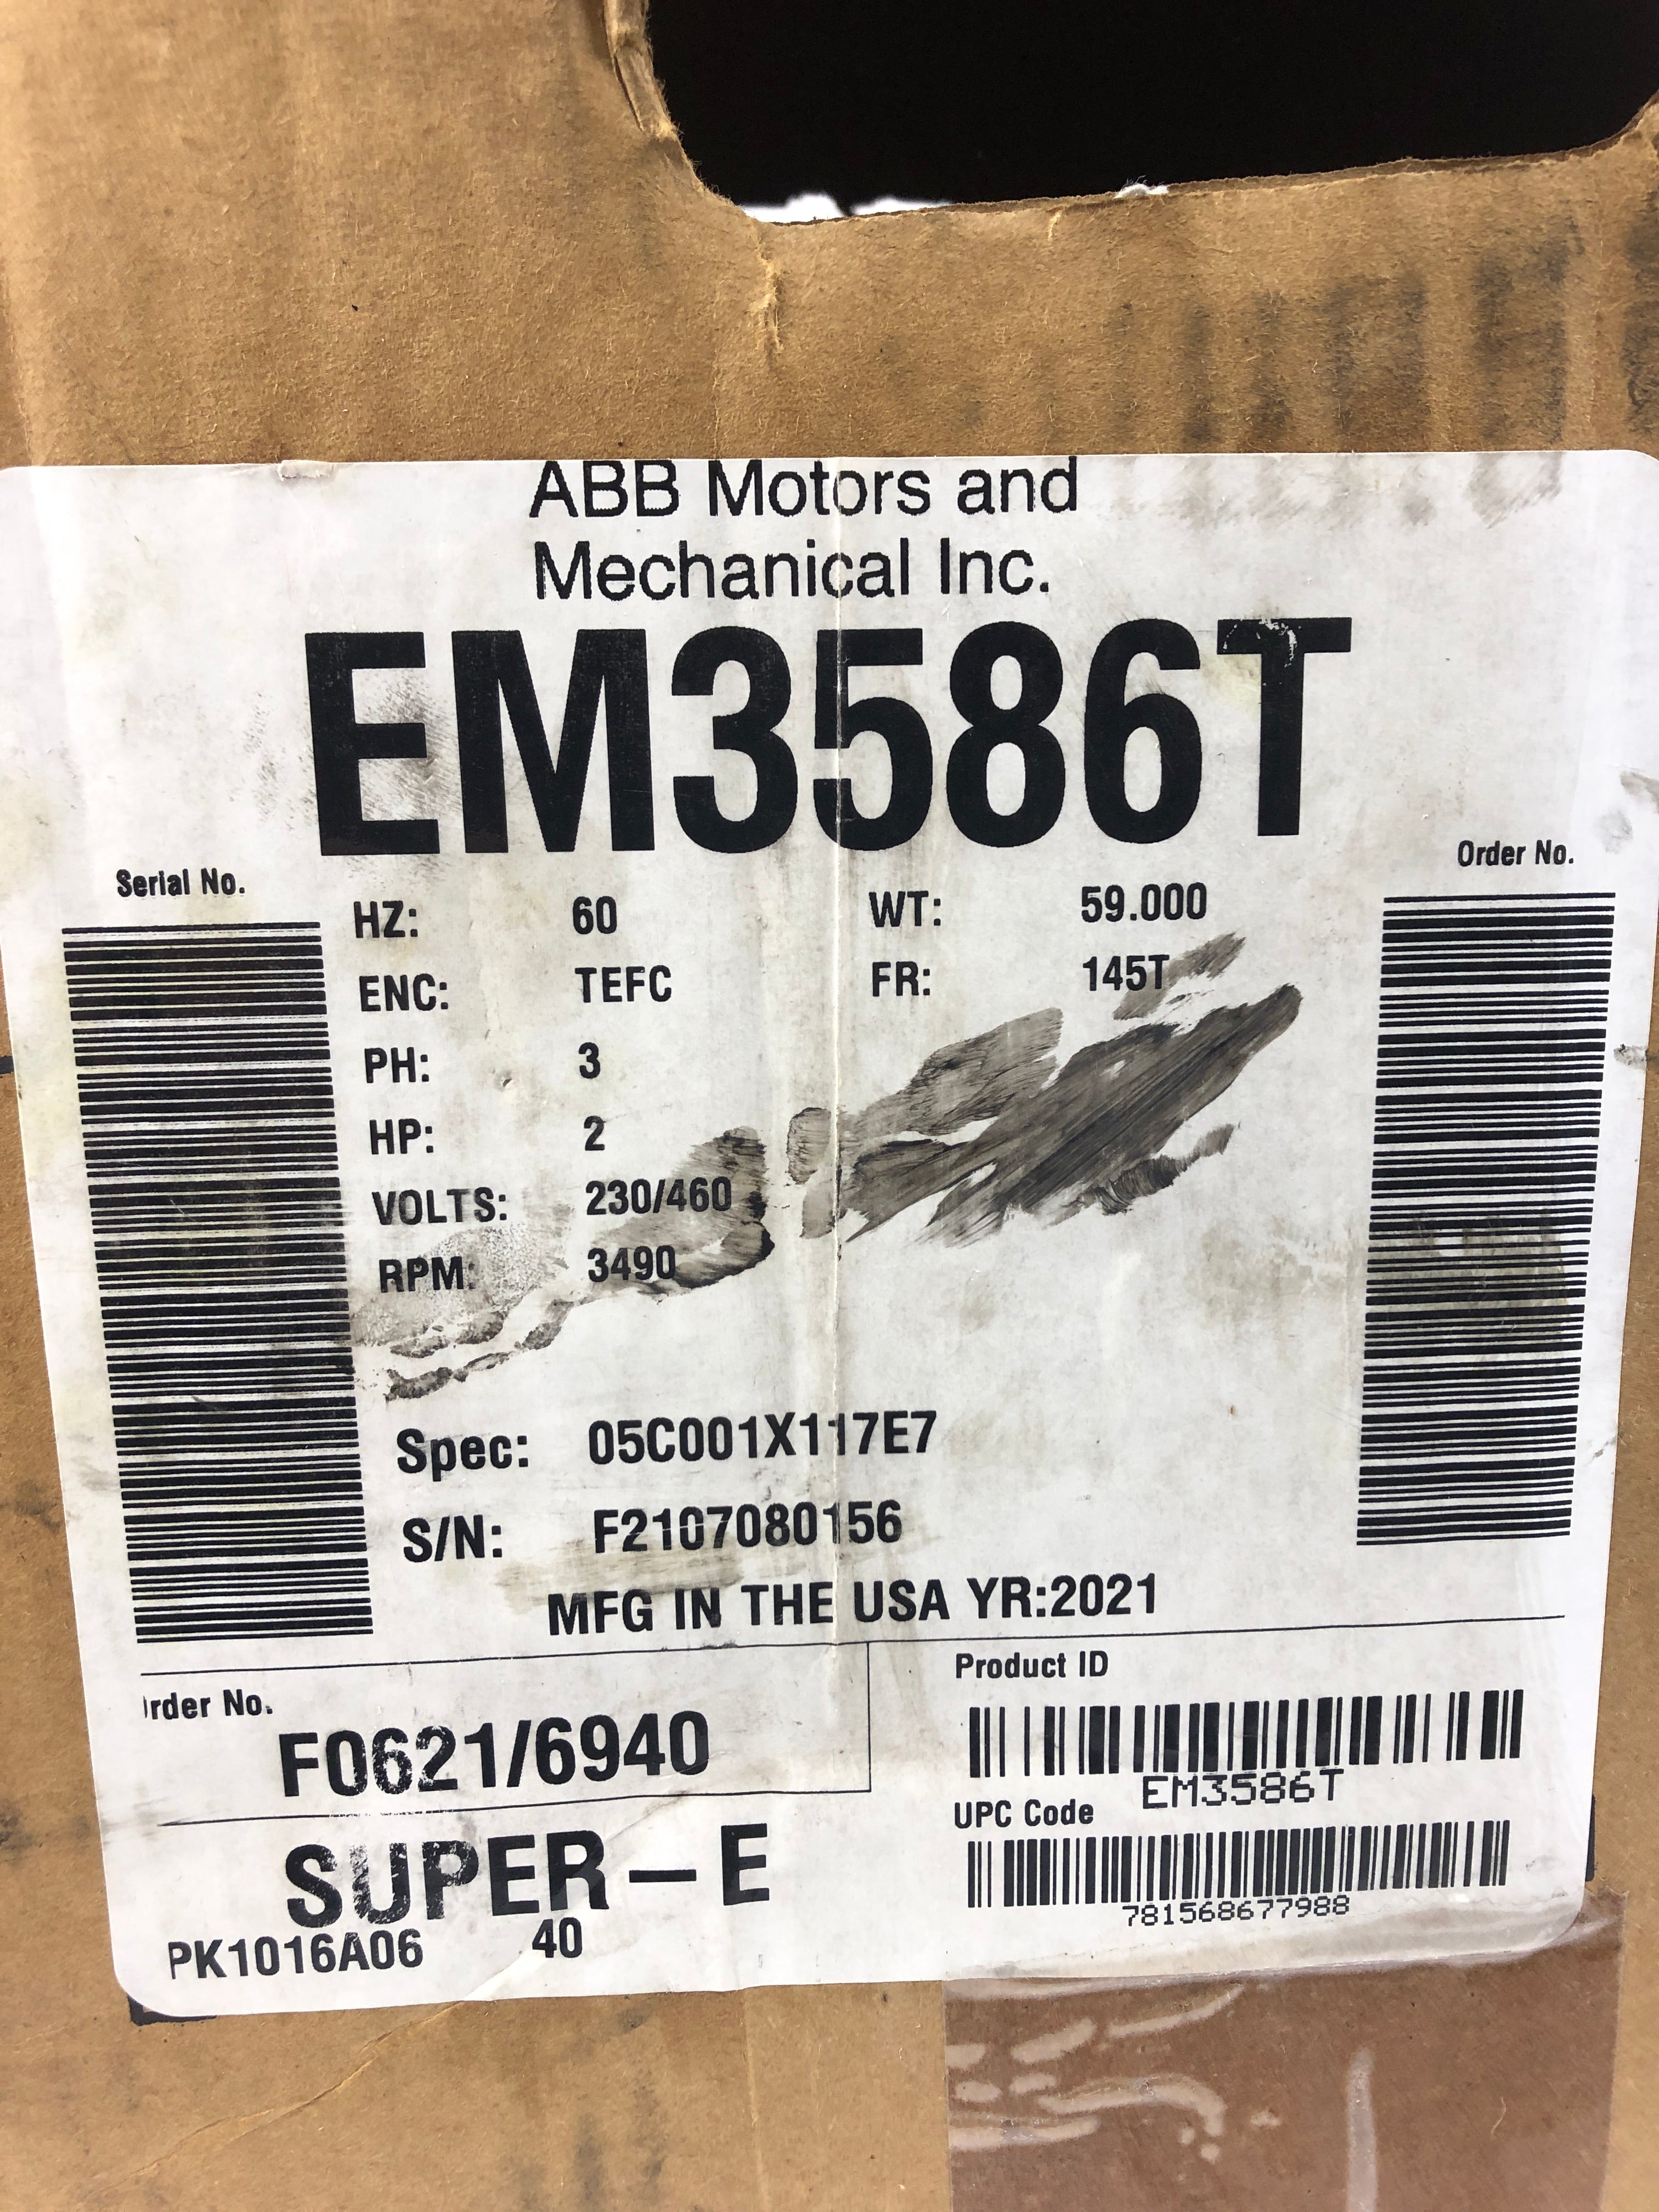 ABB Motors and
Mechanical Inc.
EM3586T
Serial No.
Order No.
HZ: 60 WT: 59.000
ENC: TEFC FR: 145T
PH: 3
HP: 2
VOLTS: 230/460
RPM: 3490
Spec: 05C001X117E7
S/N: F2107080156
MFG IN THE USA YR:2021
rder No.
F0621/6940
Product ID
EM3586T
UPC Code
781568677988
SUPER-E
PK1016A06 40